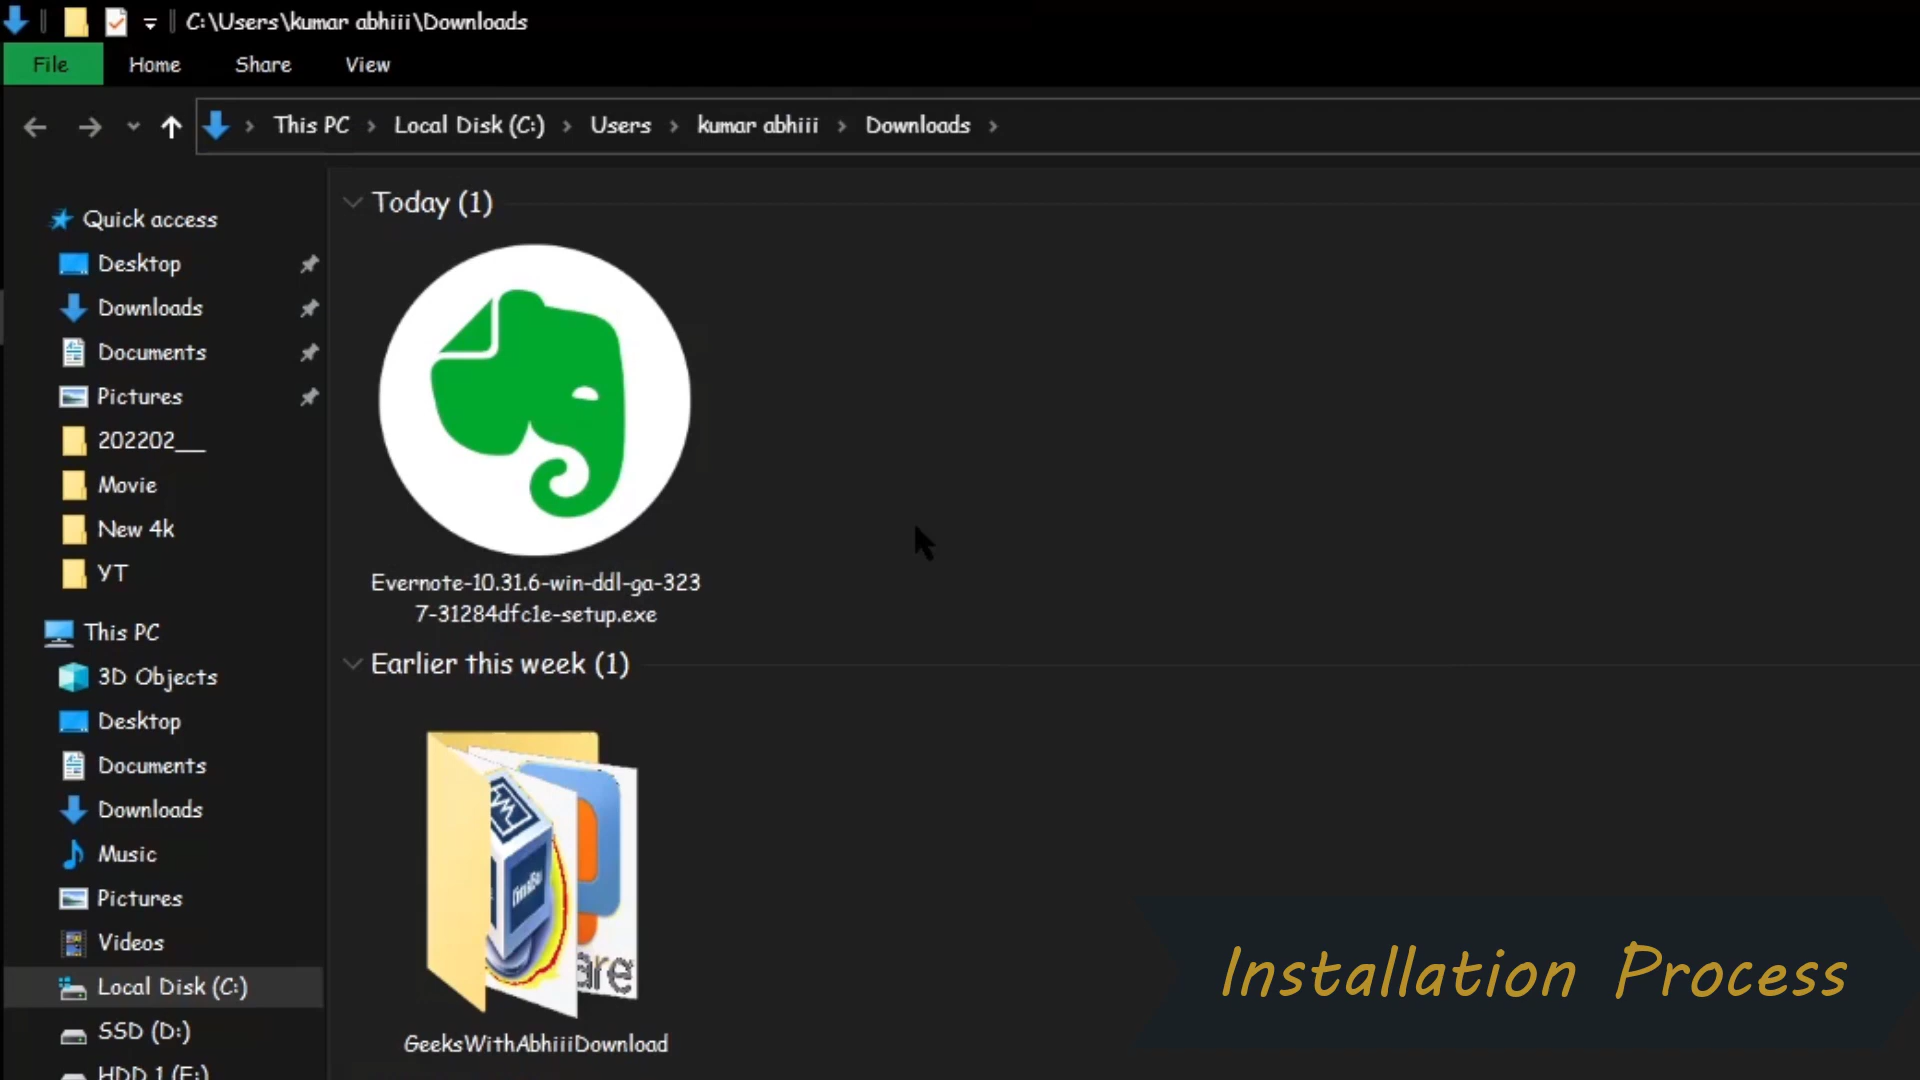 C:\Users\kumar abhiii\Downloads
File Home Share View
This PC Local Disk (C:) Users kumar abhiii Downloads
Quick access
Desktop
Downloads
Documents
Pictures
202202__
Movie
New 4k
YT
This PC
3D Objects
Desktop
Documents
Downloads
Music
Pictures
Videos
Local Disk (C:)
SSD (D:)
HDD 1 (E:)
Today (1)
Evernote-10.31.6-win-ddl-ga-323
7-31284dfc1e-setup.exe
Earlier this week (1)
GeeksWithAbhiiiDownload
Installation Process